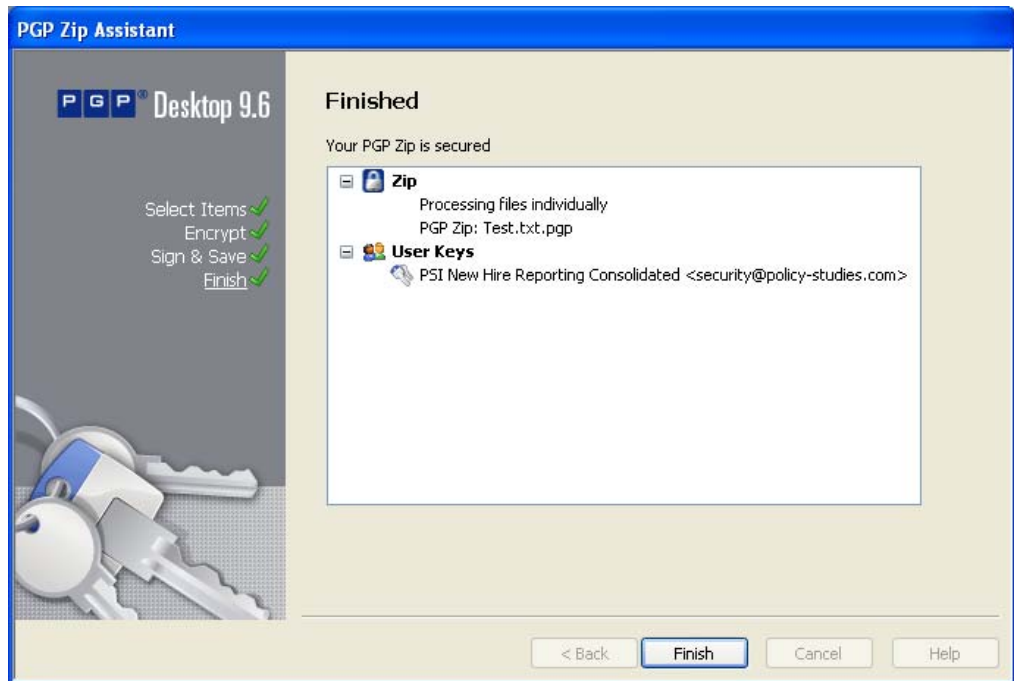 PGP Zip Assistant
PGP® Desktop 9.6
Select Items
Encrypt
Sign & Save
Finish
Finished
Your PGP Zip is secured
Zip
Processing files individually
PGP Zip: Test.txt.pgp
User Keys
PSI New Hire Reporting Consolidated <security@policy-studies.com>
< Back
Finish
Cancel
Help